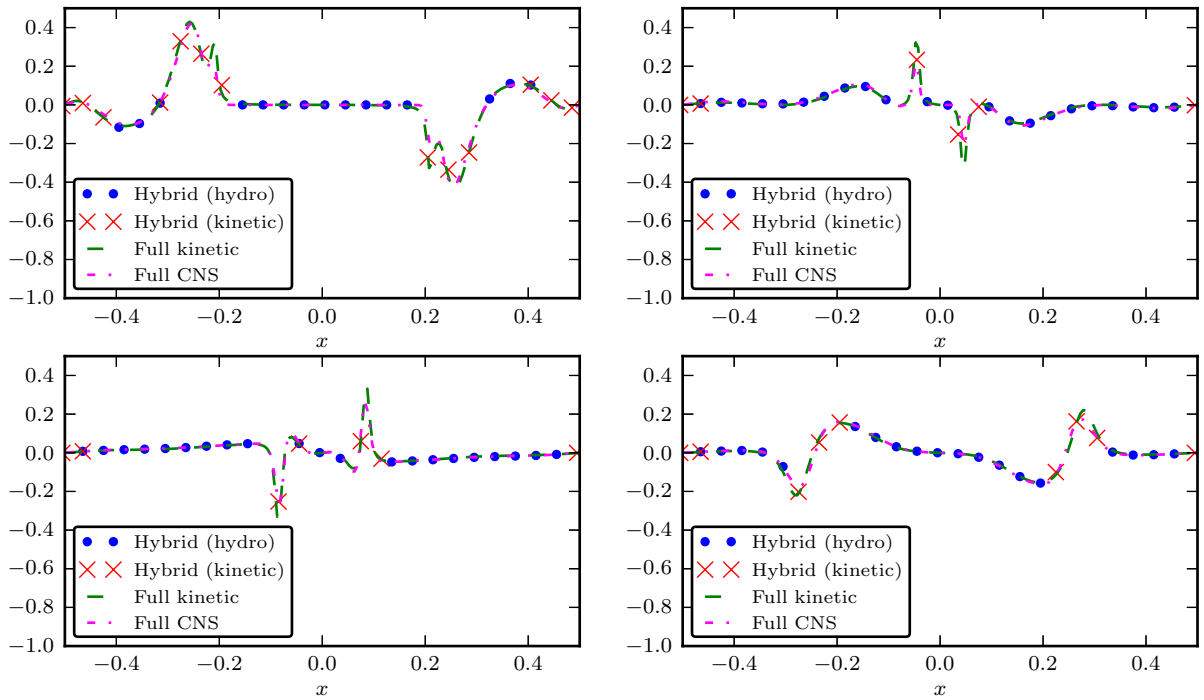 0.4
0.2
0.0
−0.2
−0.4
−0.6
−0.8
−1.0
Hybrid (hydro)
Hybrid (kinetic)
Full kinetic
Full CNS
−0.4 −0.2 0.0 0.2 0.4
x
0.4
0.2
0.0
−0.2
−0.4
−0.6
−0.8
−1.0
Hybrid (hydro)
Hybrid (kinetic)
Full kinetic
Full CNS
−0.4 −0.2 0.0 0.2 0.4
x
0.4
0.2
0.0
−0.2
−0.4
−0.6
−0.8
−1.0
Hybrid (hydro)
Hybrid (kinetic)
Full kinetic
Full CNS
−0.4 −0.2 0.0 0.2 0.4
x
0.4
0.2
0.0
−0.2
−0.4
−0.6
−0.8
−1.0
Hybrid (hydro)
Hybrid (kinetic)
Full kinetic
Full CNS
−0.4 −0.2 0.0 0.2 0.4
x